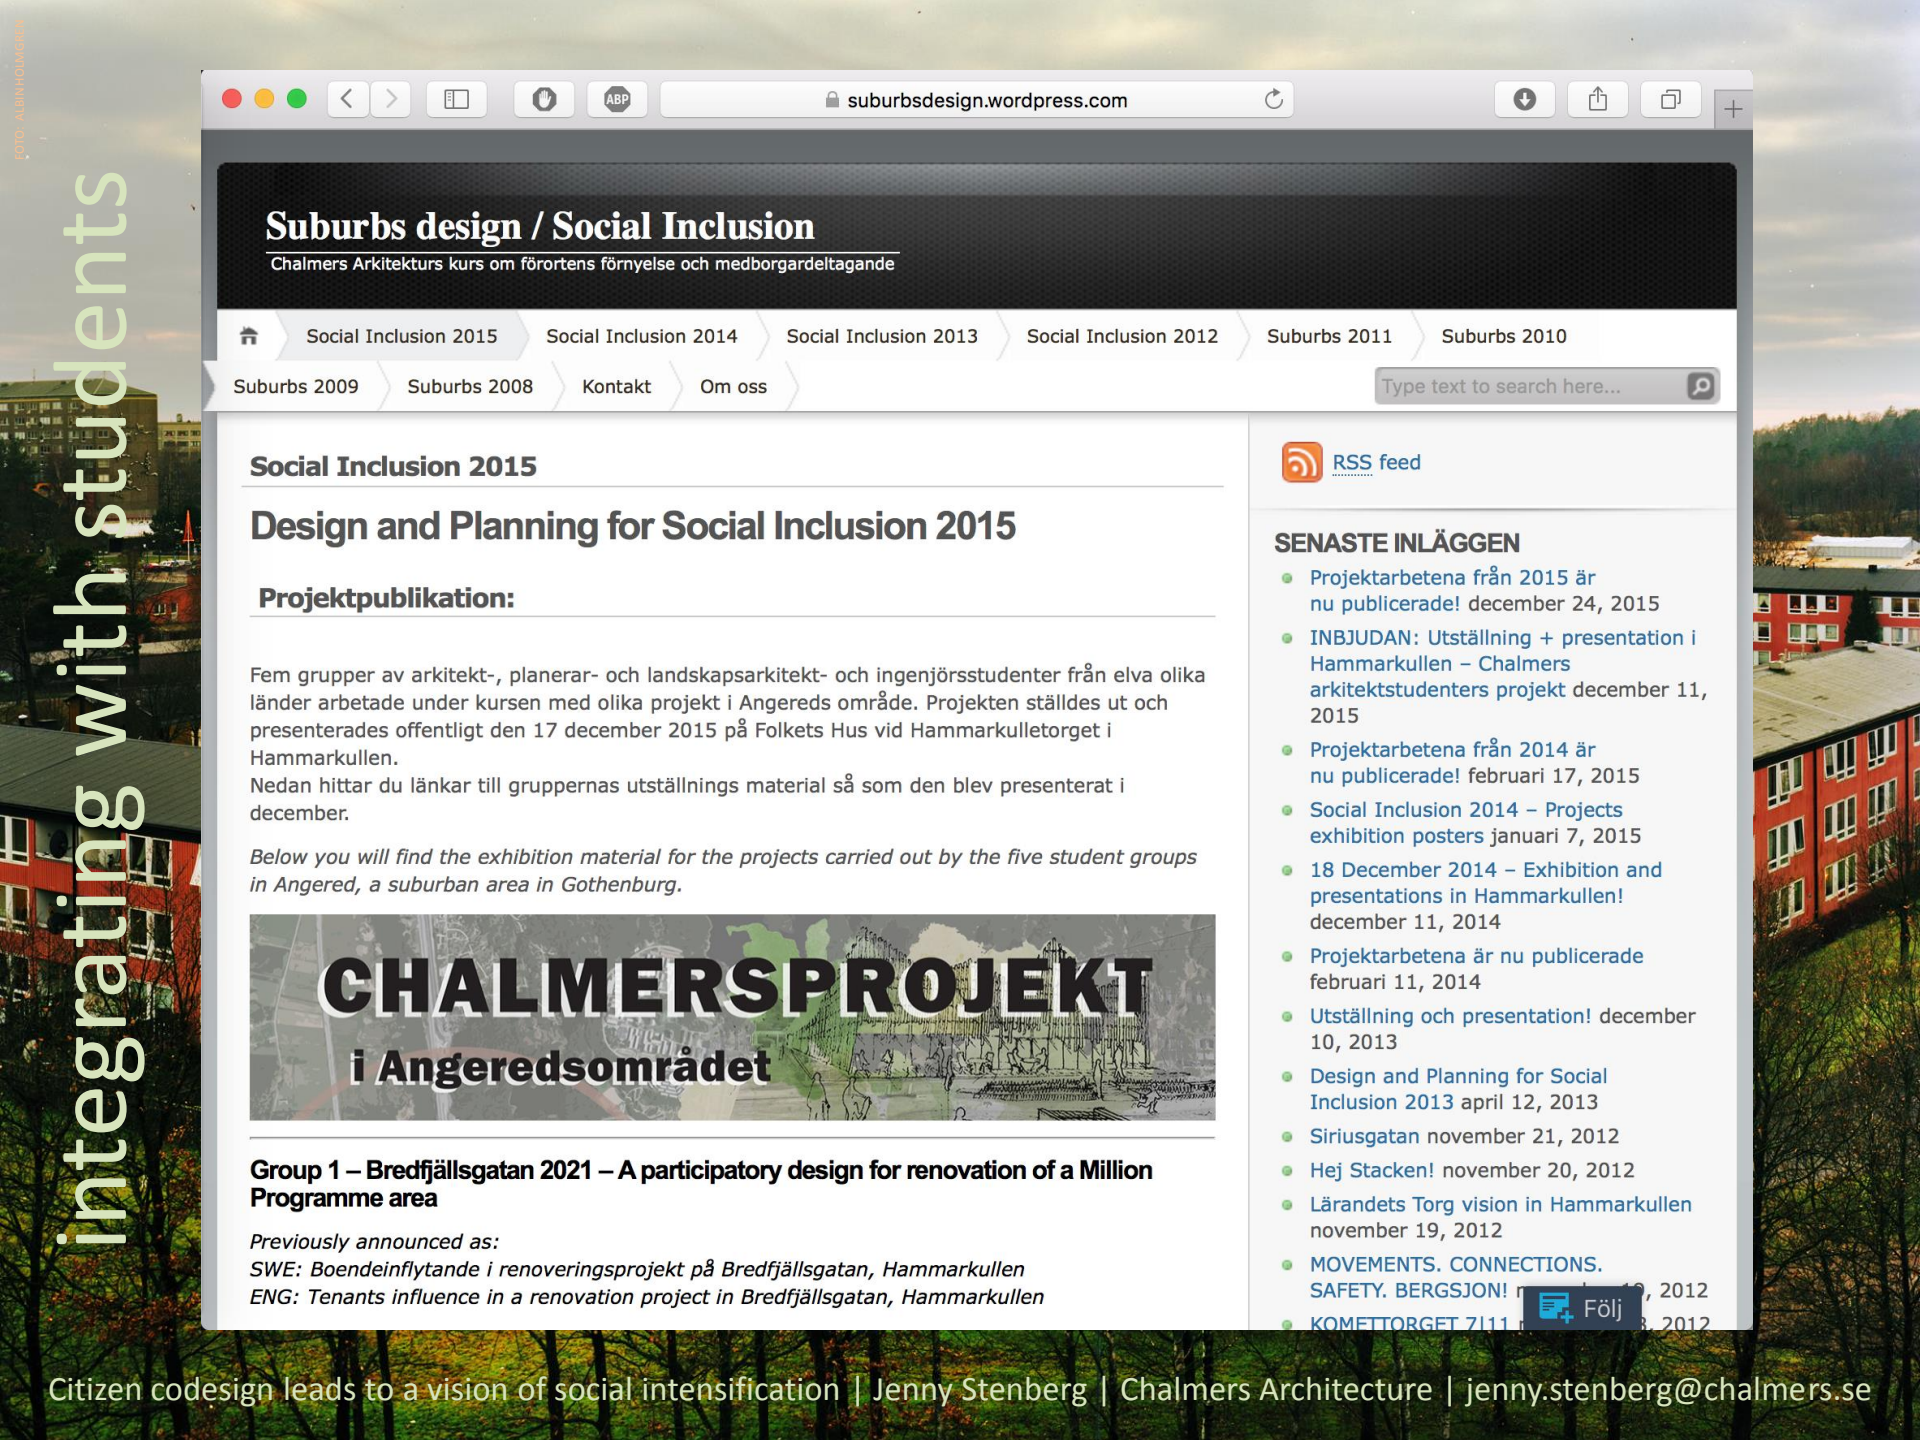 FOTO: ALBIN HOLMGREN
integrating with students
ABP
suburbsdesign.wordpress.com
Suburbs design / Social Inclusion
Chalmers Arkitekturs kurs om förortens förnyelse och medborgardeltagande
Social Inclusion 2015
Social Inclusion 2014
Social Inclusion 2013
Social Inclusion 2012
Suburbs 2011
Suburbs 2010
Suburbs 2009
Suburbs 2008
Kontakt
Om oss
Type text to search here...
Social Inclusion 2015
Design and Planning for Social Inclusion 2015
Projektpublikation:
Fem grupper av arkitekt-, planerar- och landskapsarkitekt- och ingenjörsstudenter från elva olika
länder arbetade under kursen med olika projekt i Angereds område. Projekten ställdes ut och
presenterades offentligt den 17 december 2015 på Folkets Hus vid Hammarkulletorget i
Hammarkullen.
Nedan hittar du länkar till gruppernas utställnings material så som den blev presenterat i
december.
Below you will find the exhibition material for the projects carried out by the five student groups
in Angered, a suburban area in Gothenburg.
CHALMERSPROJEKT
i Angeredsområdet
Group 1 – Bredfjällsgatan 2021 – A participatory design for renovation of a Million
Programme area
Previously announced as:
SWE: Boendeinflytande i renoveringsprojekt på Bredfjällsgatan, Hammarkullen
ENG: Tenants influence in a renovation project in Bredfjällsgatan, Hammarkullen
RSS feed
SENASTE INLÄGGEN
Projektarbetena från 2015 är
nu publicerade! december 24, 2015
INBJUDAN: Utställning + presentation i
Hammarkullen – Chalmers
arkitektstudenters projekt december 11,
2015
Projektarbetena från 2014 är
nu publicerade! februari 17, 2015
Social Inclusion 2014 – Projects
exhibition posters januari 7, 2015
18 December 2014 – Exhibition and
presentations in Hammarkullen!
december 11, 2014
Projektarbetena är nu publicerade
februari 11, 2014
Utställning och presentation! december
10, 2013
Design and Planning for Social
Inclusion 2013 april 12, 2013
Siriusgatan november 21, 2012
Hej Stacken! november 20, 2012
Lärandets Torg vision in Hammarkullen
november 19, 2012
MOVEMENTS. CONNECTIONS.
SAFETY. BERGSJON! , 2012
KOMETTORGET 7|11 , 2012
Följ
Citizen codesign leads to a vision of social intensification | Jenny Stenberg | Chalmers Architecture | jenny.stenberg@chalmers.se